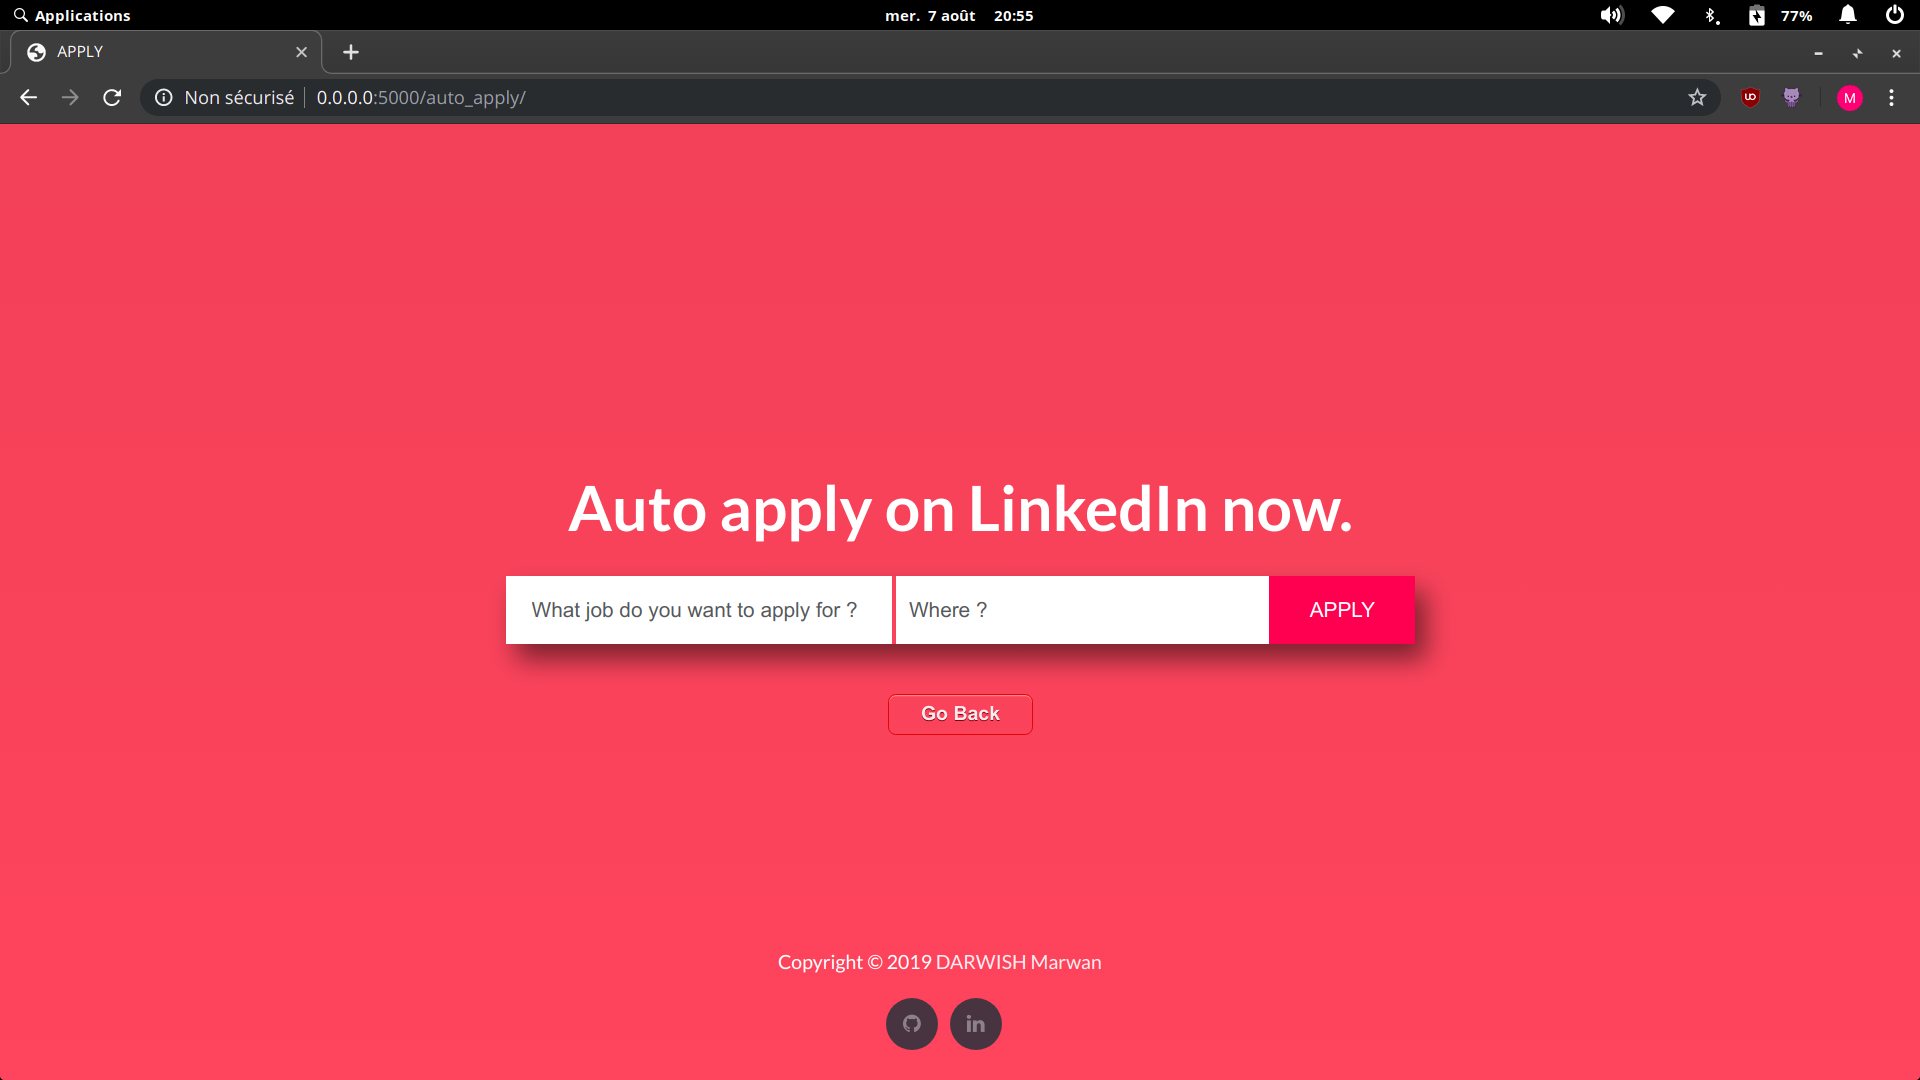 Applications
mer. 7 août 20:55
77%
APPLY
Non sécurisé
0.0.0.0:5000/auto_apply/
M
Auto apply on LinkedIn now.
What job do you want to apply for ?
Where ?
APPLY
Go Back
Copyright © 2019 DARWISH Marwan
in